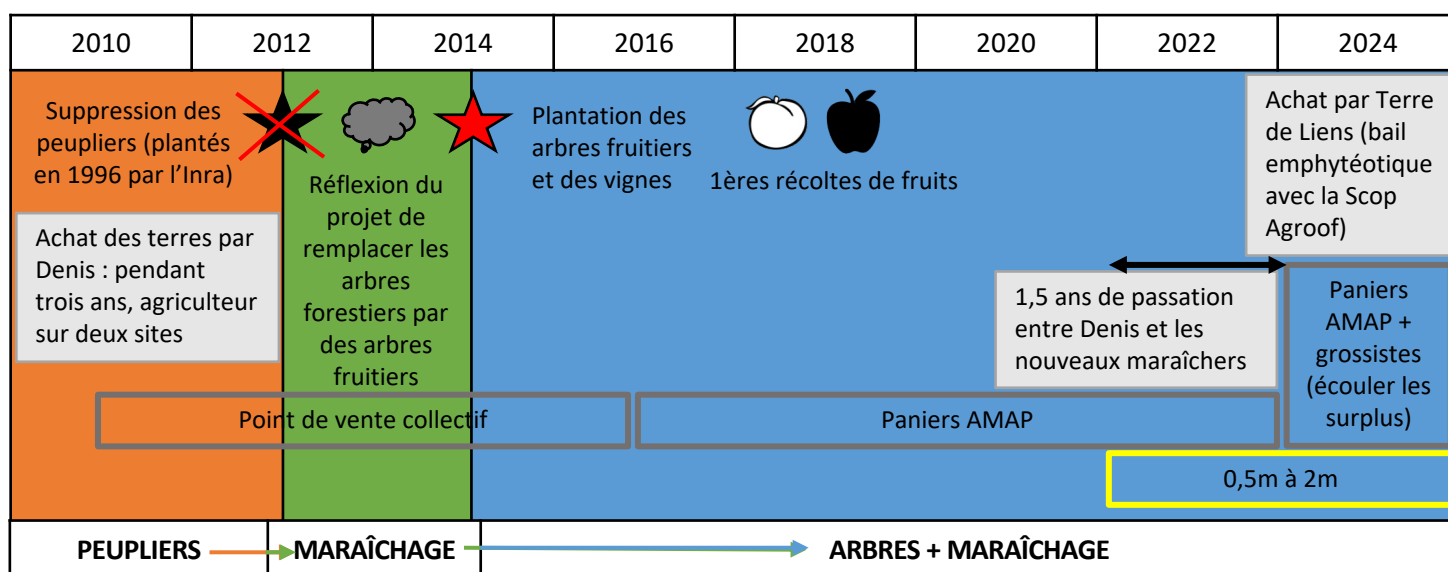 2010 2012 2014 2016 2018 2020 2022 2024
Suppression des
peupliers (plantés
en 1996 par l’Inra)
Achat des terres par
Denis : pendant
trois ans, agriculteur
sur deux sites
Réflexion du
projet de
remplacer les
arbres
forestiers par
des arbres
fruitiers
Plantation des
arbres fruitiers
et des vignes
1ères récoltes de fruits
Achat par Terre
de Liens (bail
emphytéotique
avec la Scop
Agroof)
1,5 ans de passation
entre Denis et les
nouveaux maraîchers
Paniers
AMAP +
grossistes
(écouler les
surplus)
Point de vente collectif
Paniers AMAP
0,5m à 2m
PEUPLIERS MARAÎCHAGE ARBRES + MARAÎCHAGE